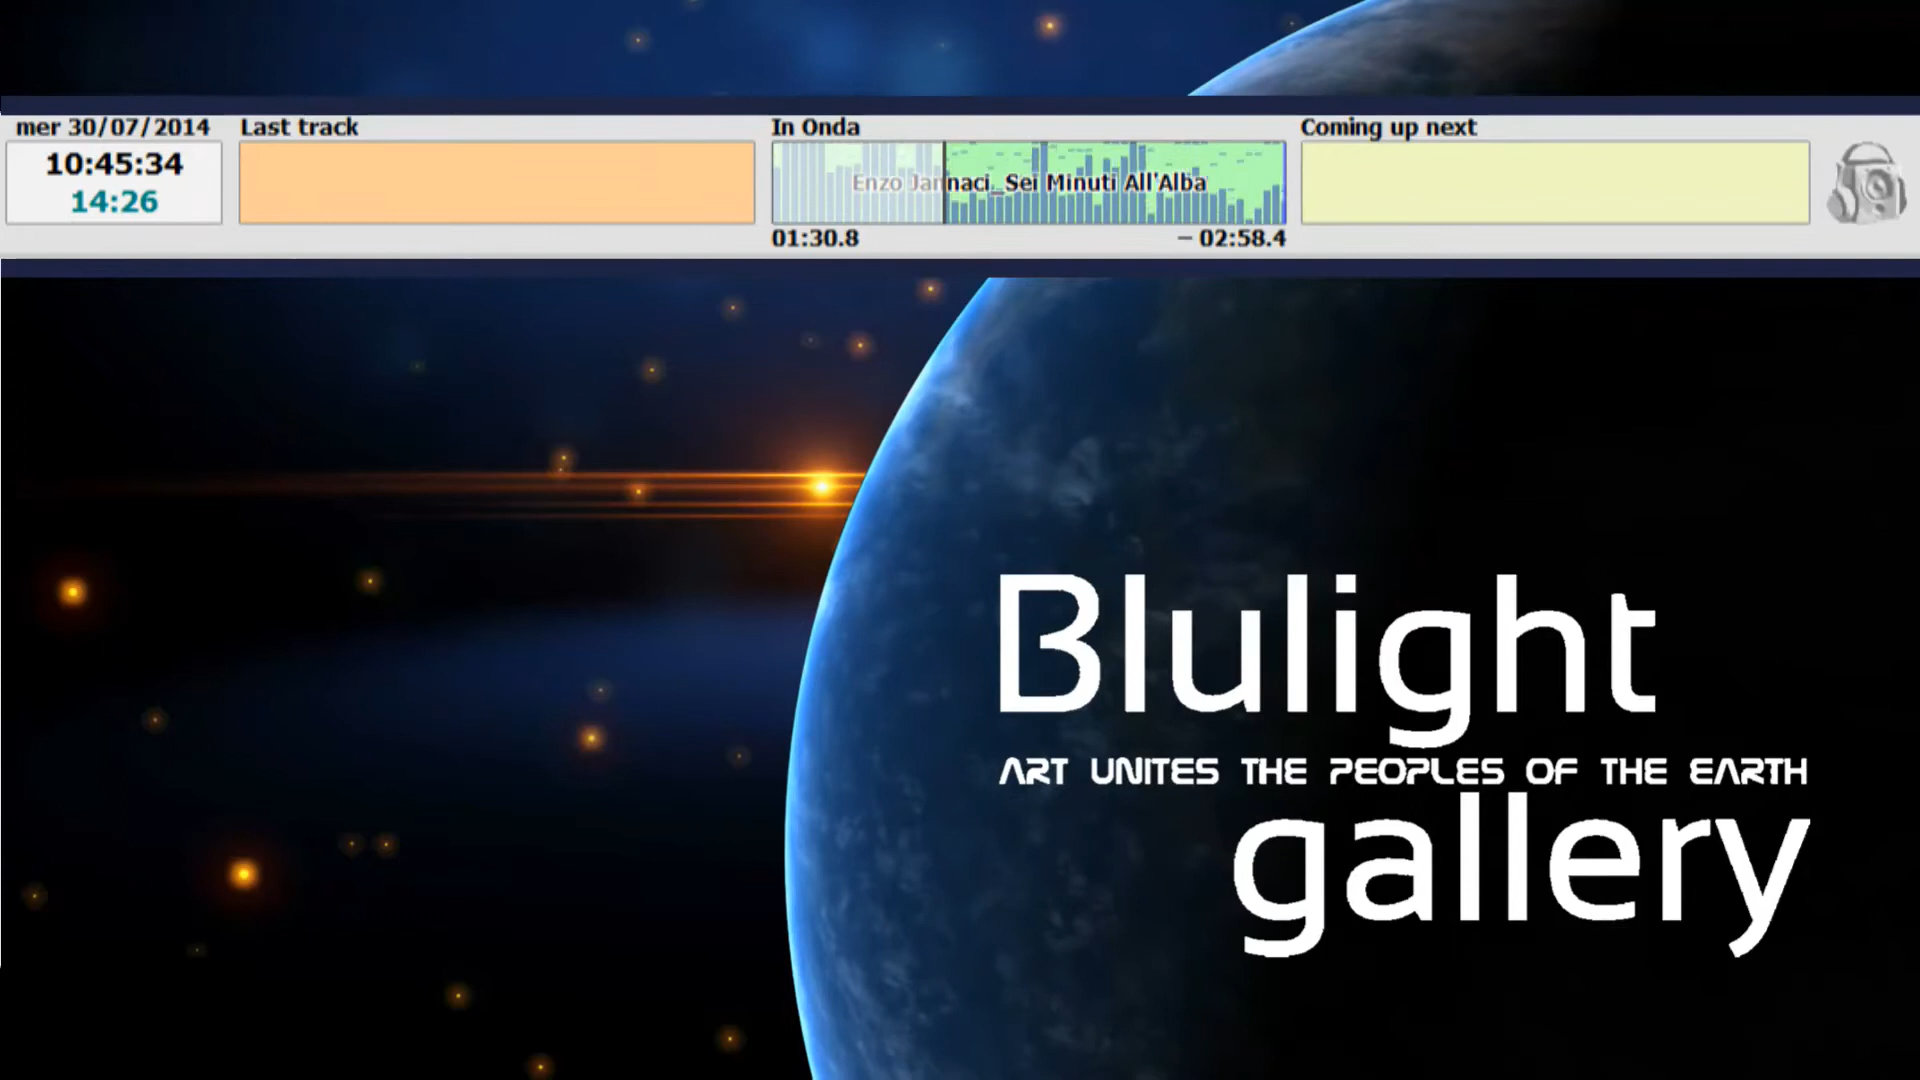 mer 30/07/2014
10:45:34
14:26
Last track
In Onda
Enzo Jannaci_Sei Minuti All'Alba
01:30.8
– 02:58.4
Coming up next
Blulight
ART UNITES THE PEOPLES OF THE EARTH
gallery